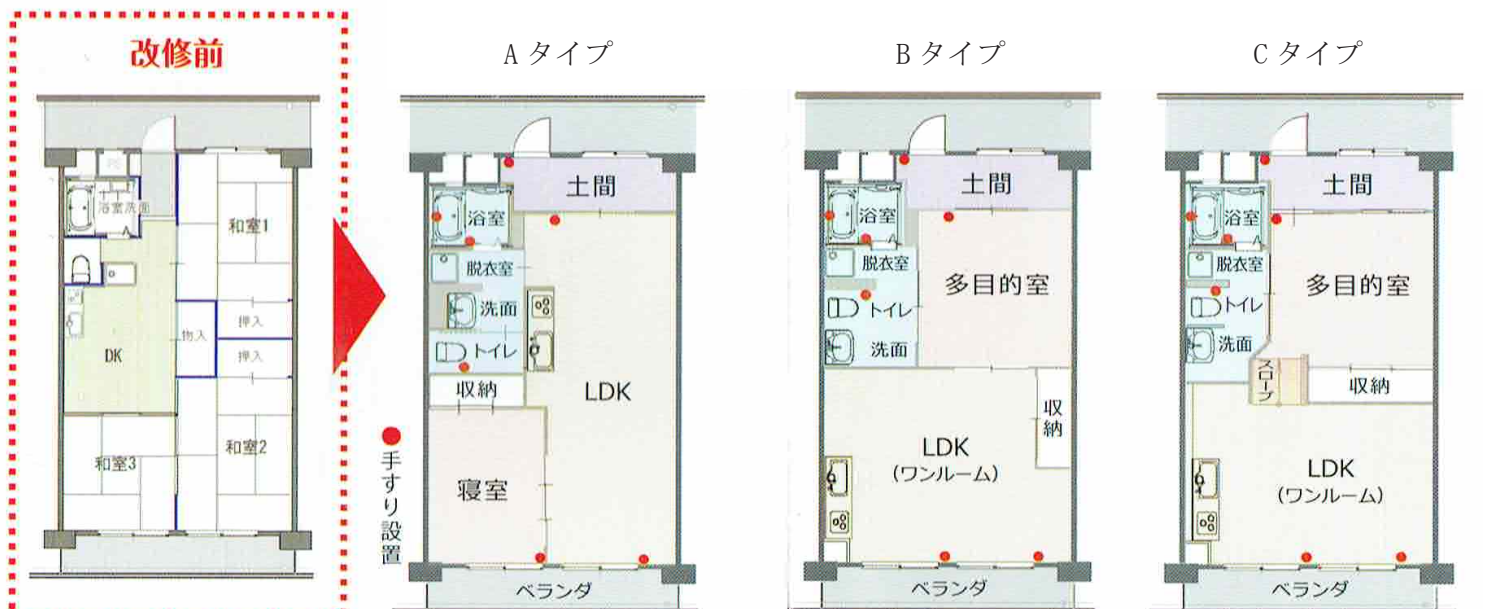 改修前
PS
浴室
洗面
和室1
押入
物入
押入
DK
和室2
和室3
Aタイプ
土間
浴室
脱衣室
洗面
トイレ
収納
LDK
寝室
ベランダ
手すり設置
Bタイプ
土間
浴室
脱衣室
多目的室
トイレ
洗面
収納
LDK
(ワンルーム)
ベランダ
Cタイプ
土間
浴室
脱衣室
多目的室
トイレ
洗面
スロープ
収納
LDK
(ワンルーム)
ベランダ